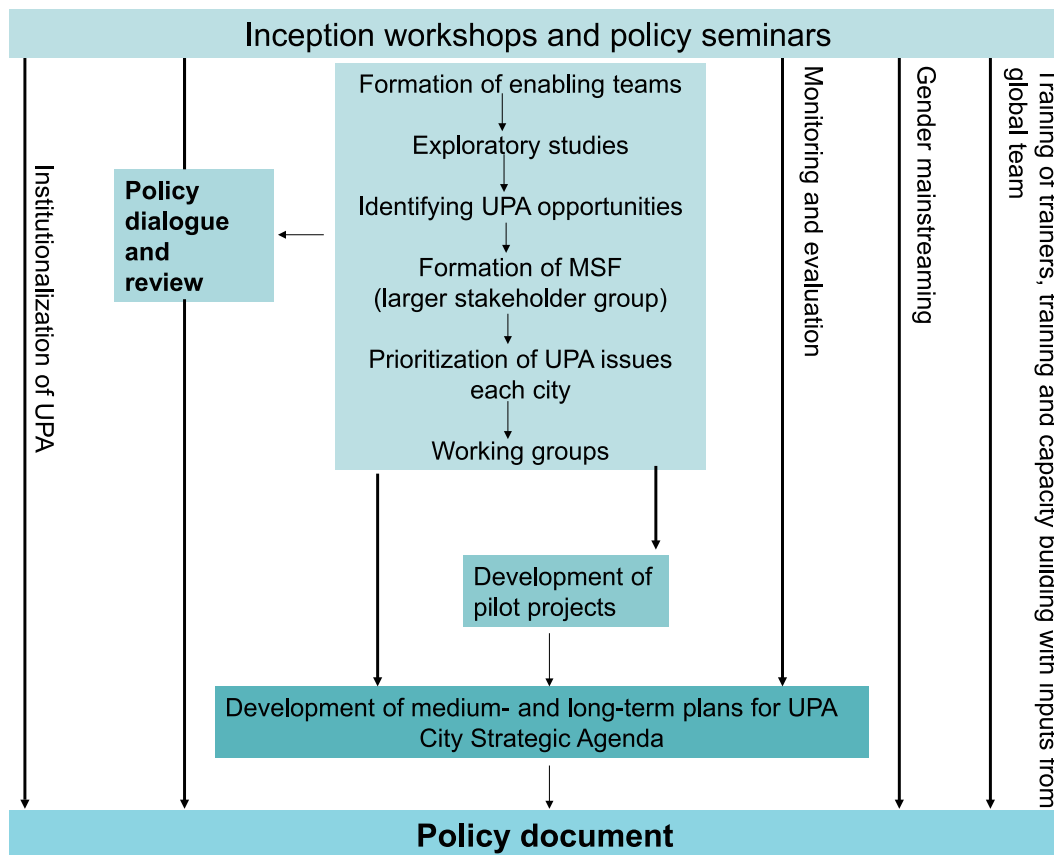 Inception workshops and policy seminars
Institutionalization of UPA
Policy
dialogue
and
review
Formation of enabling teams
Exploratory studies
Identifying UPA opportunities
Formation of MSF
(larger stakeholder group)
Prioritization of UPA issues
each city
Working groups
Monitoring and evaluation
Gender mainstreaming
Training of trainers, training and capacity building with inputs from
global team
Development of
pilot projects
Development of medium- and long-term plans for UPA
City Strategic Agenda
Policy document